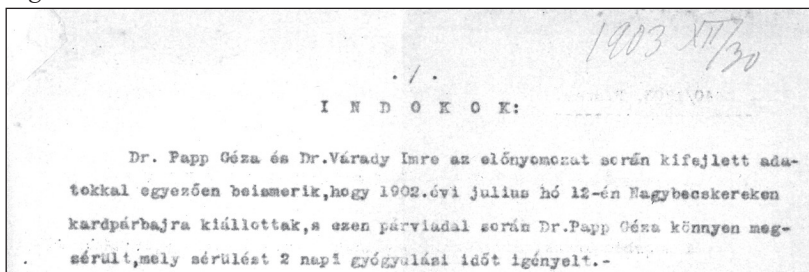 1903 XII/30
./.
I N D O K O K:
Dr. Papp Géza és Dr.Várady Imre az előnyomozat során kifejlett ada-
tokkal egyezően beismerik,hogy 1902.évi julius hó 12-én Nagybecskereken
kardpárbajra kiállottak,s ezen párviadal során Dr.Papp Géza könnyen meg-
sérült,mely sérülést 2 napi gyógyulási időt igényelt.-